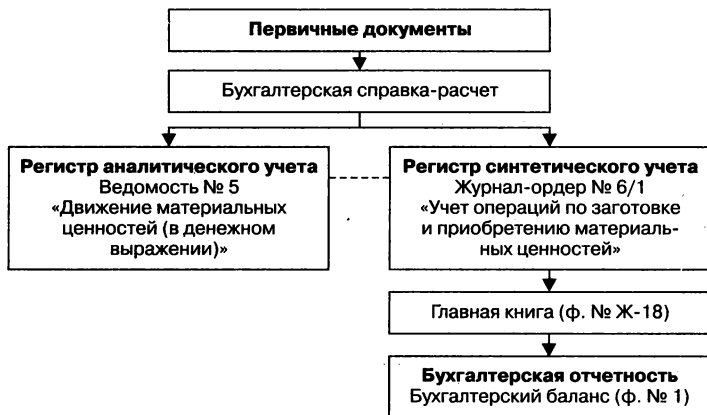 Первичные документы
Бухгалтерская справка-расчет
Регистр аналитического учета
Ведомость № 5
«Движение материальных
ценностей (в денежном
выражении)»
Регистр синтетического учета
Журнал-ордер № 6/1
«Учет операций по заготовке
и приобретению материаль-
ных ценностей»
Главная книга (ф. № Ж-18)
Бухгалтерская отчетность
Бухгалтерский баланс (ф. № 1)